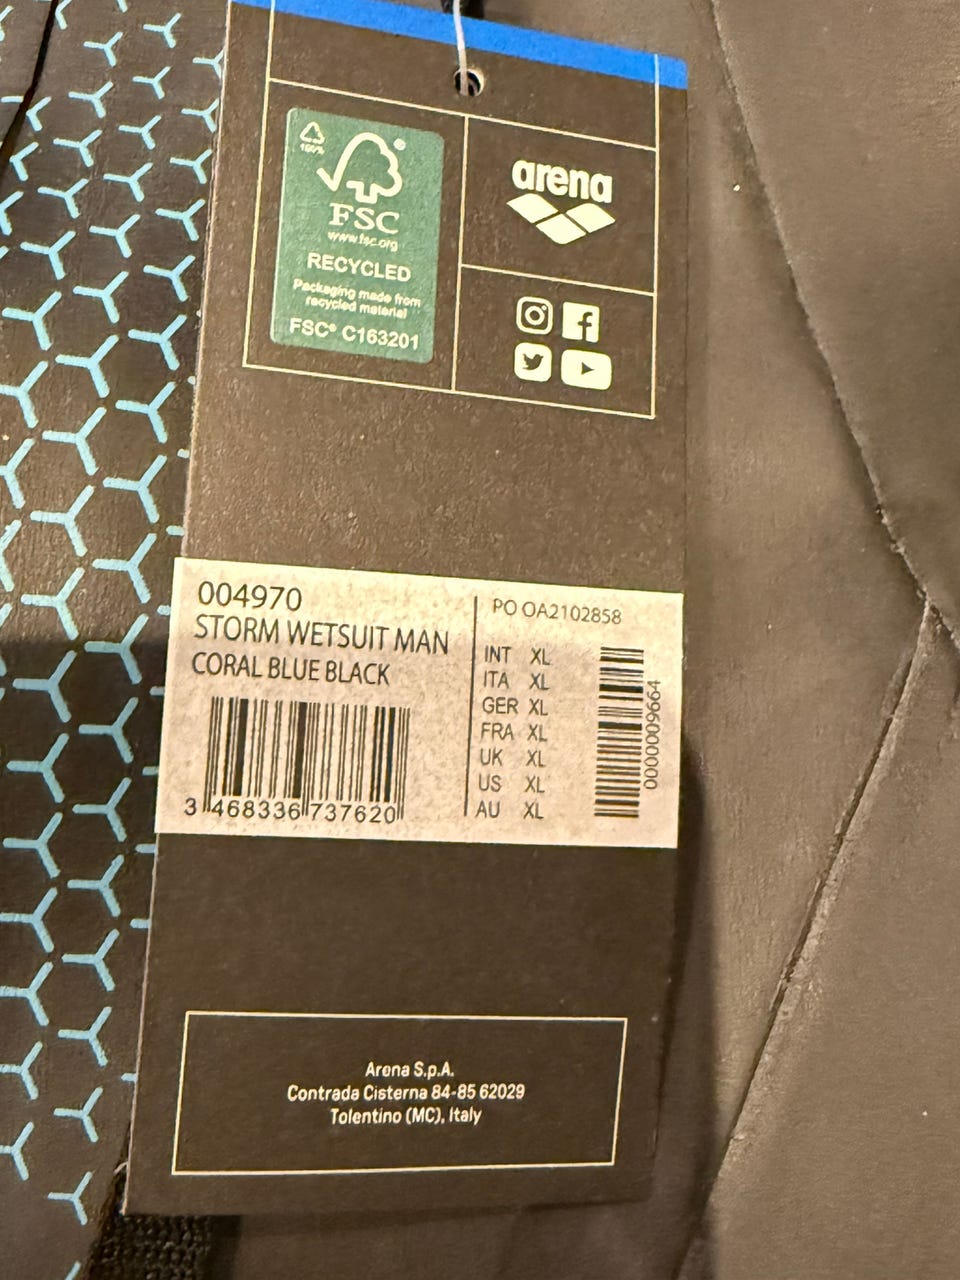 100%
FSC
www.fsc.org
RECYCLED
Packaging made from
recycled material
FSC® C163201
arena
004970
STORM WETSUIT MAN
CORAL BLUE BLACK
3 468336 737620
PO OA2102858
INT XL
ITA XL
GER XL
FRA XL
UK XL
US XL
AU XL
0000009664
Arena S.p.A.
Contrada Cisterna 84-85 62029
Tolentino (MC), Italy